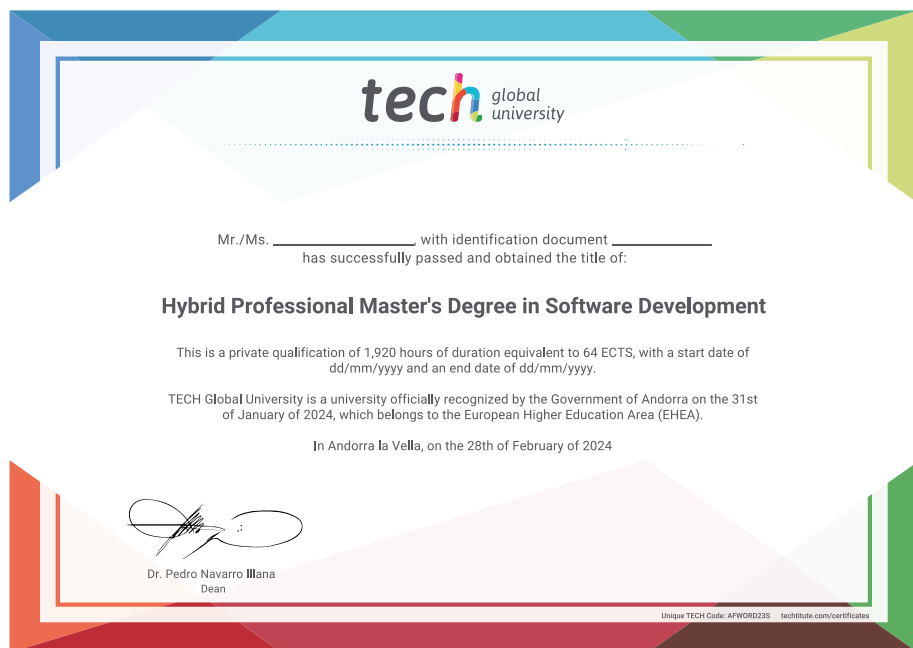 tech global
university
Mr./Ms. ____________________, with identification document ______________
has successfully passed and obtained the title of:
Hybrid Professional Master's Degree in Software Development
This is a private qualification of 1,920 hours of duration equivalent to 64 ECTS, with a start date of
dd/mm/yyyy and an end date of dd/mm/yyyy.
TECH Global University is a university officially recognized by the Government of Andorra on the 31st
of January of 2024, which belongs to the European Higher Education Area (EHEA).
In Andorra la Vella, on the 28th of February of 2024
Dr. Pedro Navarro Illana
Dean
Unique TECH Code: AFWORD23S techtitute.com/certificates